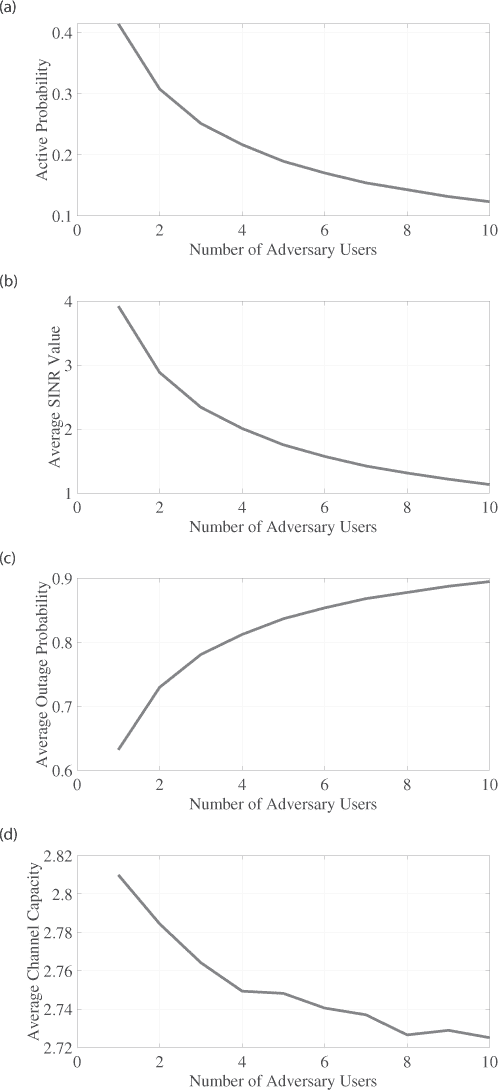 (a)
Active Probability
0.4
0.3
0.2
0.1
0 2 4 6 8 10
Number of Adversary Users
(b)
Average SINR Value
4
3
2
1
0 2 4 6 8 10
Number of Adversary Users
(c)
Average Outage Probability
0.9
0.8
0.7
0.6
0 2 4 6 8 10
Number of Adversary Users
(d)
Average Channel Capacity
2.82
2.8
2.78
2.76
2.74
2.72
0 2 4 6 8 10
Number of Adversary Users